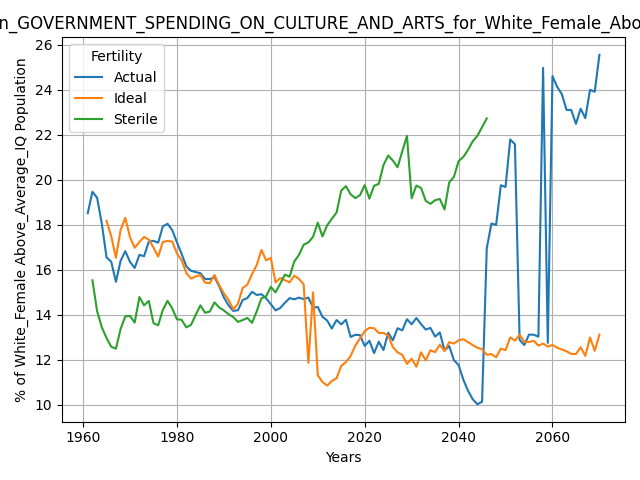 n_GOVERNMENT_SPENDING_ON_CULTURE_AND_ARTS_for_White_Female_Abo
% of White_Female Above_Average_IQ Population
26
24
22
20
18
16
14
12
10
Fertility
Actual
Ideal
Sterile
1960
1980
2000
2020
2040
2060
Years